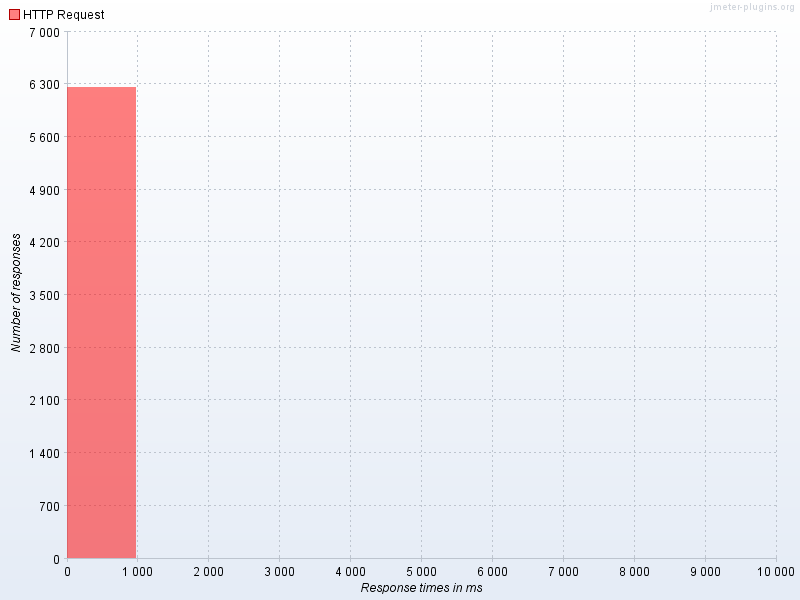 jmeter-plugins.org
HTTP Request
7 000
6 300
5 600
4 900
4 200
3 500
2 800
2 100
1 400
700
0
Number of responses
0 1 000 2 000 3 000 4 000 5 000 6 000 7 000 8 000 9 000 10 000
Response times in ms